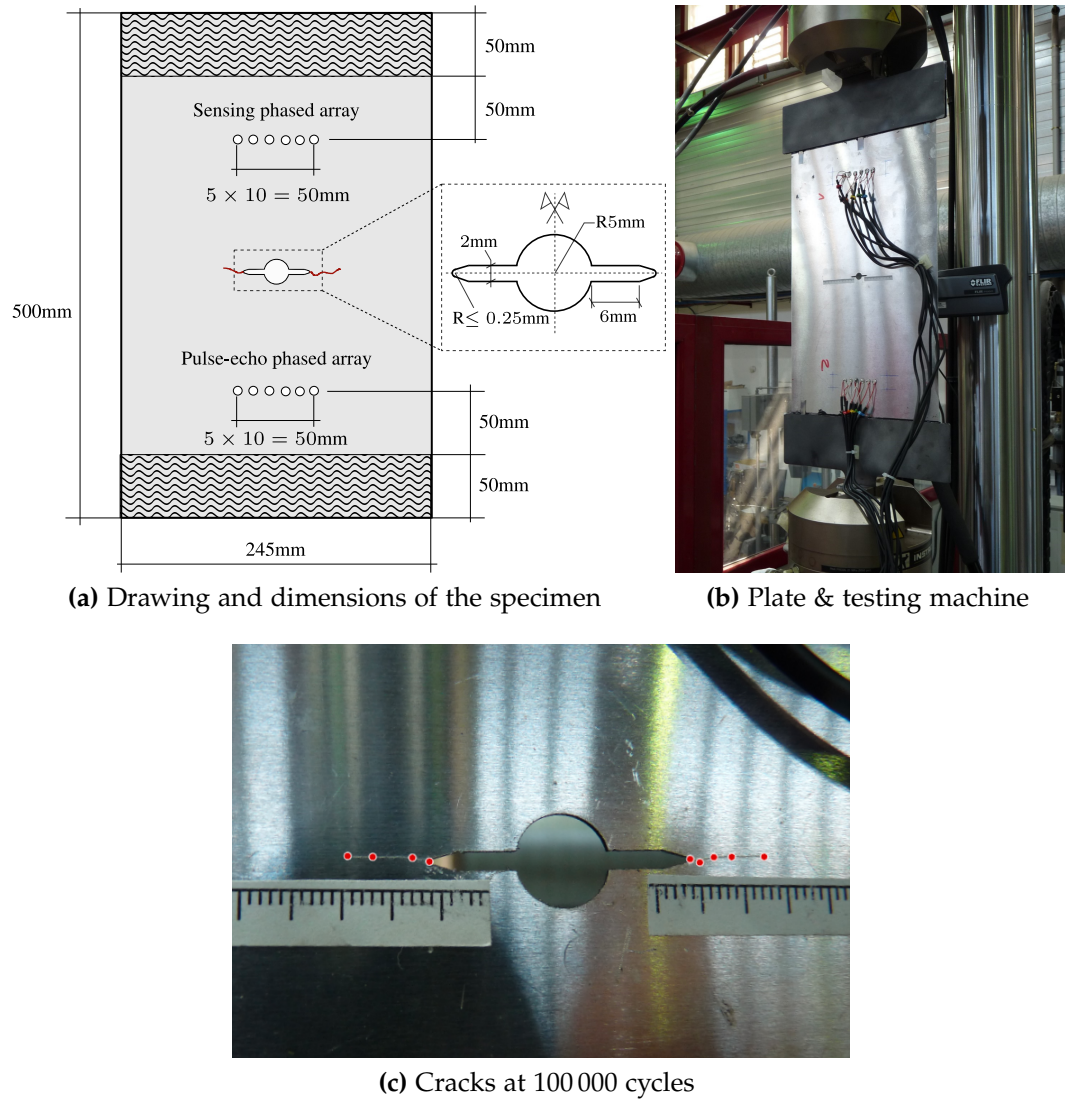 50mm
50mm
Sensing phased array
5 × 10 = 50mm
2mm
R5mm
R≤ 0.25mm
6mm
500mm
Pulse-echo phased array
5 × 10 = 50mm
50mm
50mm
245mm
FLIR
N
(a) Drawing and dimensions of the specimen
(b) Plate & testing machine
(c) Cracks at 100 000 cycles